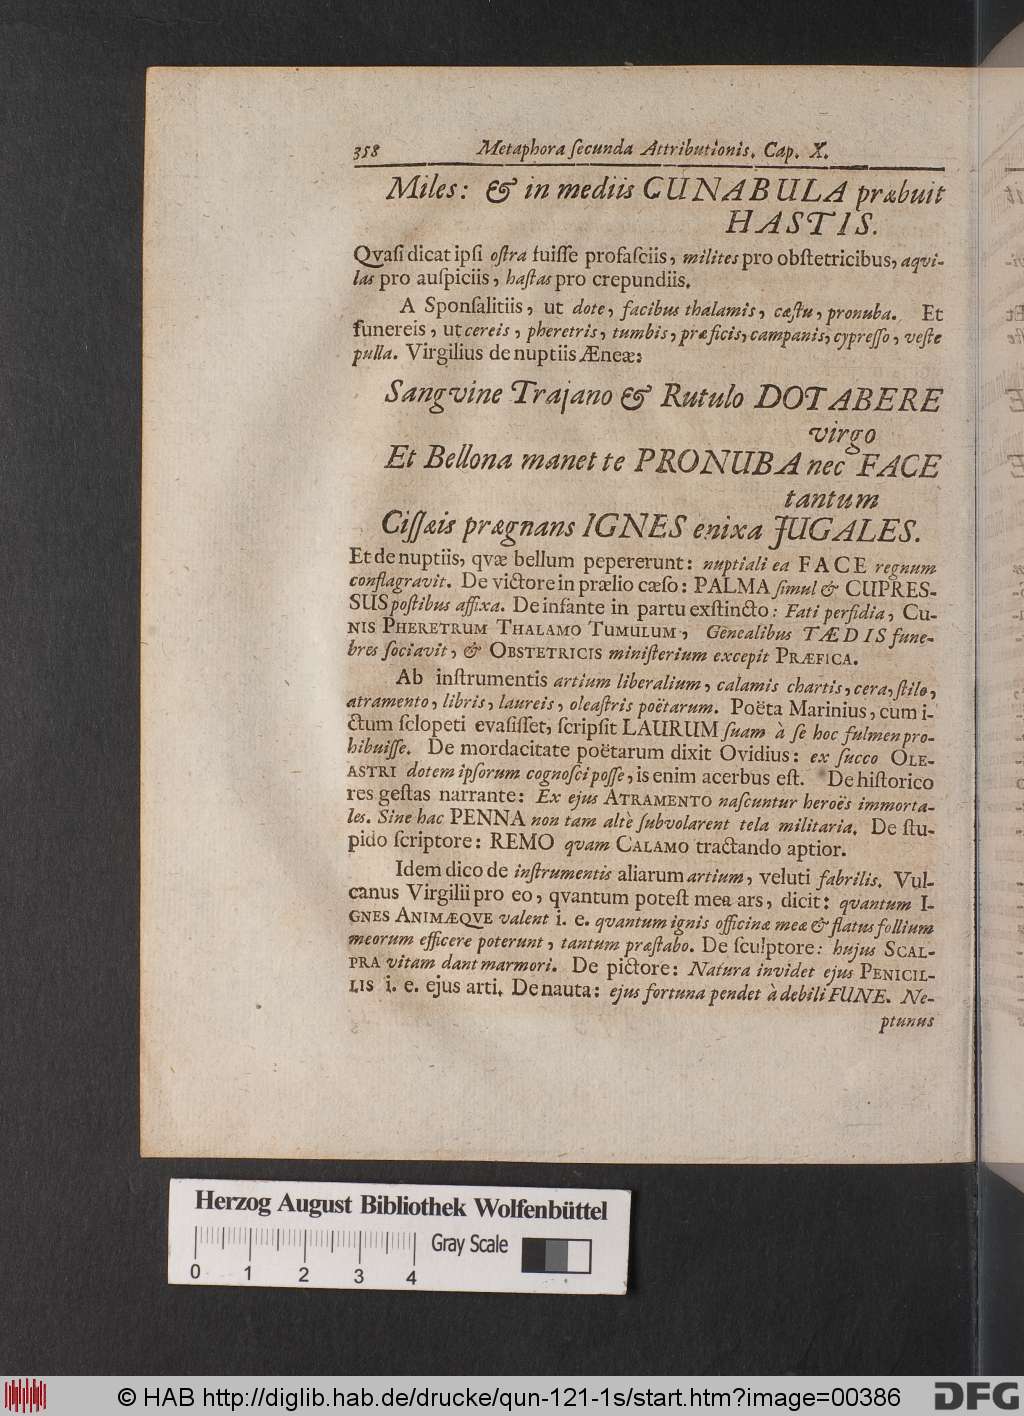 358 Metaphora ſecunda Attributionis. Cap. X.
Miles: & in mediis CUNABULA præbuit
HASTIS.
Qvaſi dicat ipſi oſtra fuiſſe profaſciis, milites pro obſtetricibus, aqvi-
las pro auſpiciis, haſtas pro crepundiis.
A Sponſalitiis, ut dote, facibus thalamis, cæſtu, pronuba. Et
funereis, ut cereis, pheretris, tumbis, præficis, campanis, cypreſſo, veſte
pulla. Virgilius de nuptiis Æneæ:
Sangvine Trajano & Rutulo DOTABERE
virgo
Et Bellona manet te PRONUBA nec FACE
tantum
Ciſſæis prægnans IGNES enixa JUGALES.
Et de nuptiis, qvæ bellum pepererunt: nuptiali ea FACE regnum
conflagravit. De victore in prælio cæſo: PALMA ſimul & CUPRES-
SUS poſtibus affixa. De infante in partu exſtincto: Fati perfidia, CU-
NIS PHERETRUM THALAMO TUMULUM, Genealibus TÆDIS fune-
bres ſociavit, & OBSTETRICIS miniſterium excepit PRÆFICA.
Ab inſtrumentis artium liberalium, calamis chartis, cera, ſtilo,
atramento, libris, laureis, oleaſtris poëtarum. Poëta Marinius, cum i-
ctum ſclopeti evaſiſſet, ſcripſit LAURUM ſuam à ſe hoc fulmen pro-
hibuiſſe. De mordacitate poëtarum dixit Ovidius: ex ſucco OLE-
ASTRI dotem ipſorum cognoſci poſſe, is enim acerbus eſt. De hiſtorico
res geſtas narrante: Ex ejus ATRAMENTO naſcuntur heroës immorta-
les. Sine hac PENNA non tam alte ſubvolarent tela militaria. De ſtu-
pido ſcriptore: REMO quam CALAMO tractando aptior.
Idem dico de inſtrumentis aliarum artium, veluti fabrilis. Vul-
canus Virgilii pro eo, qvantum poteſt mea ars, dicit: quantum I-
GNES ANIMÆQVE valent i. e. quantum ignis officinæ meæ & flatus follium
meorum efficere poterunt, tantum præſtabo. De ſculptore: hujus SCAL-
PRA vitam dant marmori. De pictore: Natura invidet ejus PENICIL-
LIS i. e. ejus arti. De nauta: ejus fortuna pendet à debili FUNE. Ne-
ptunus
Herzog August Bibliothek Wolfenbüttel
Gray Scale
0 1 2 3 4
© HAB http://diglib.hab.de/drucke/qun-121-1s/start.htm?image=00386
DFG